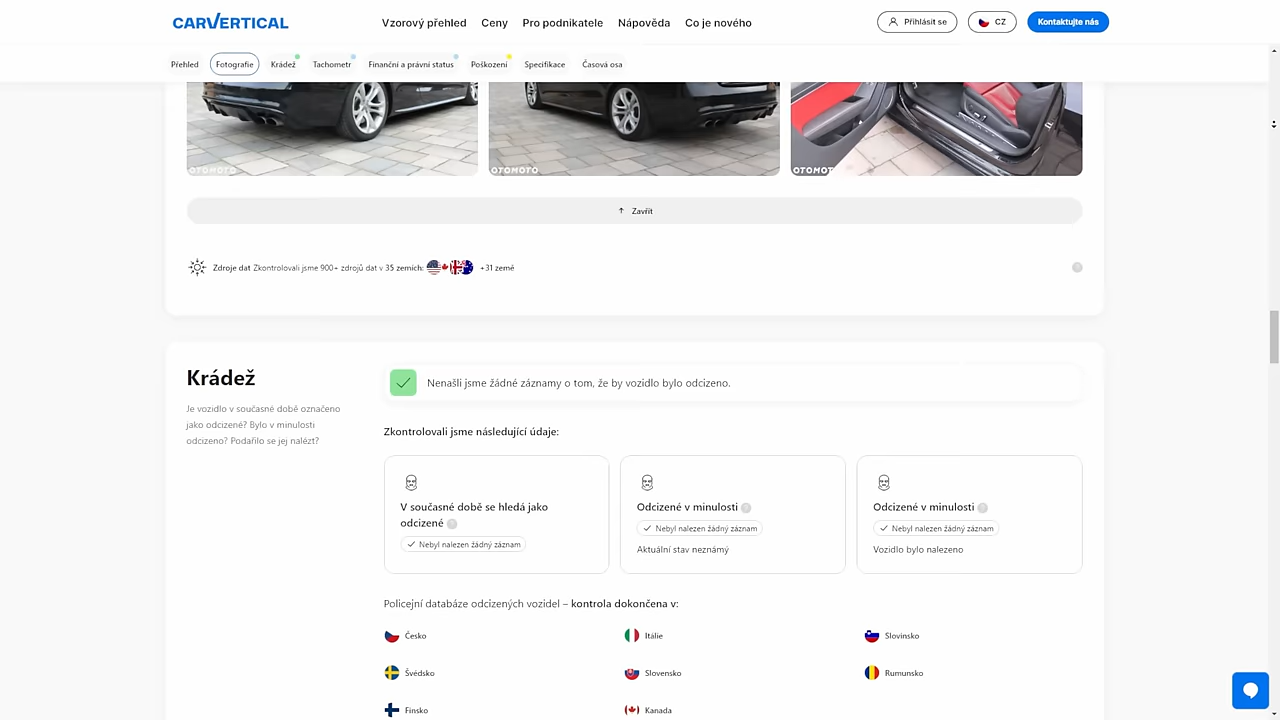 CARVERTICAL
Vzorový přehled Ceny Pro podnikatele Nápověda Co je nového
Přihlásit se
CZ
Kontaktujte nás
Přehled Fotografie Krádež Tachometr Finanční a právní status Poškození Specifikace Časová osa
OTOMOTO
OTOMOTO
OTOMOT
↑ Zavřít
Zdroje dat Zkontrolovali jsme 900+ zdrojů dat v 35 zemích: +31 země
?
Krádež
Je vozidlo v současné době označeno
jako odcizené? Bylo v minulosti
odcizeno? Podařilo se jej nalézt?
Nenašli jsme žádné záznamy o tom, že by vozidlo bylo odcizeno.
Zkontrolovali jsme následující údaje:
V současné době se hledá jako
odcizené ?
Nebyl nalezen žádný záznam
Odcizené v minulosti ?
Nebyl nalezen žádný záznam
Aktuální stav neznámý
Odcizené v minulosti ?
Nebyl nalezen žádný záznam
Vozidlo bylo nalezeno
Policejní databáze odcizených vozidel – kontrola dokončena v:
Česko Itálie Slovinsko
Švédsko Slovensko Rumunsko
Finsko Kanada